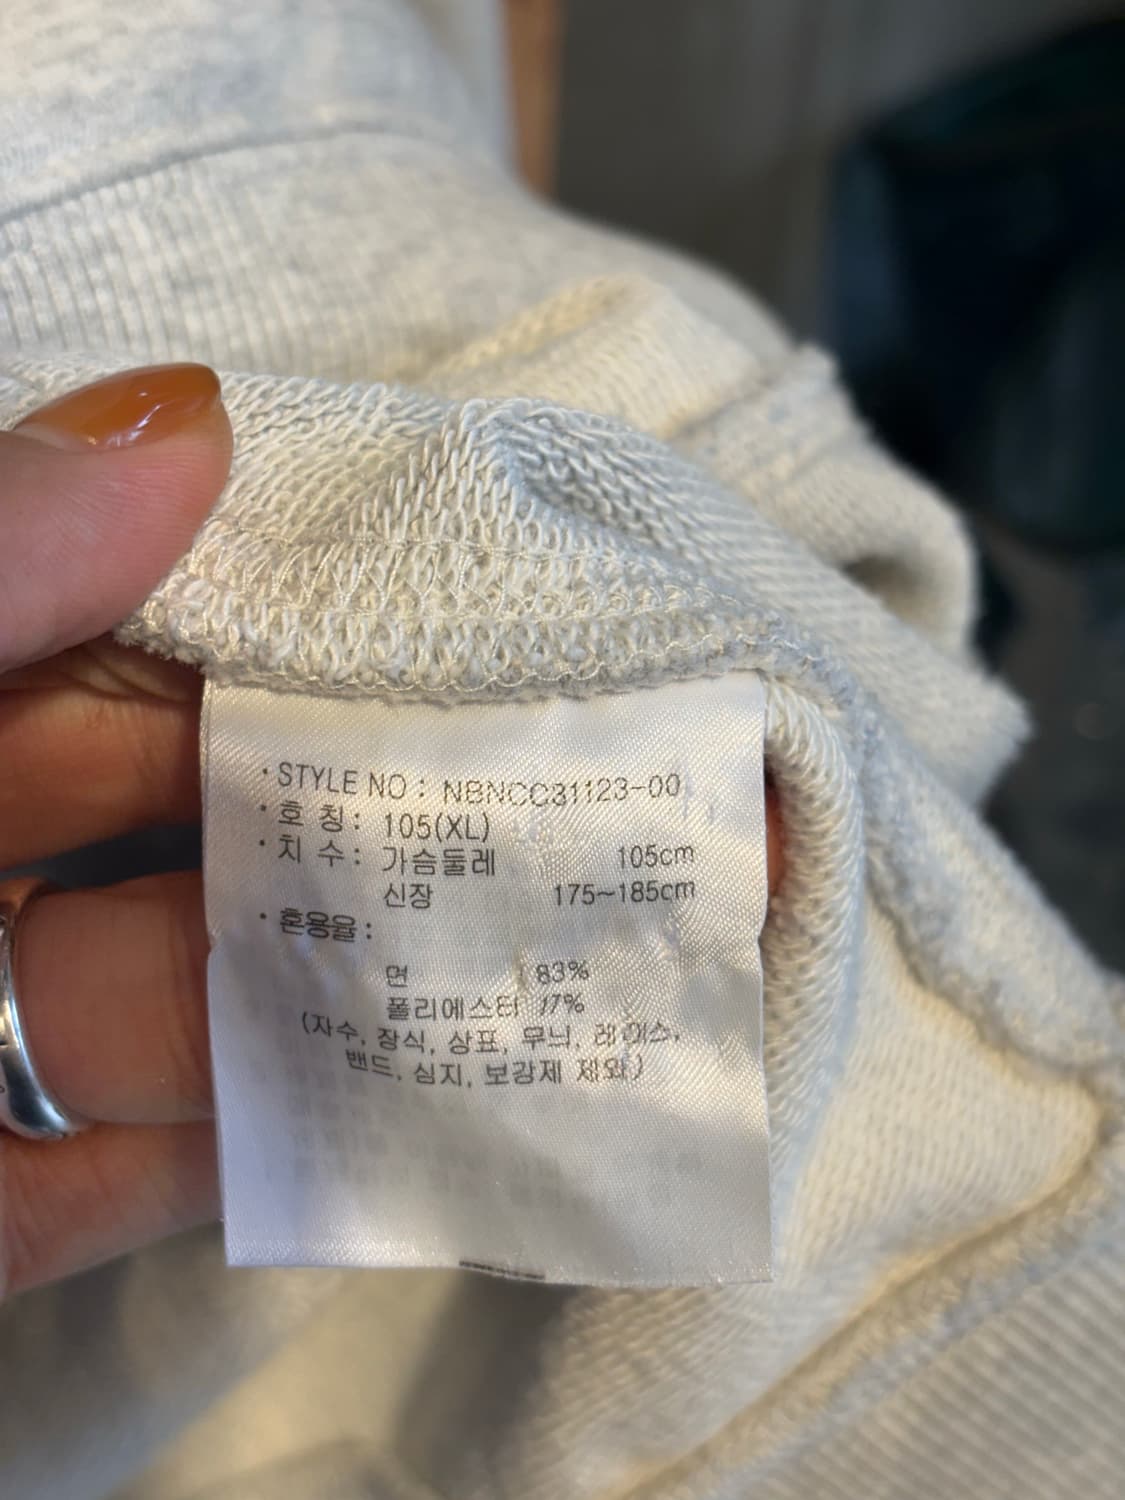 · STYLE NO : NBNCC31123-00
· 호 칭 : 105(XL)
· 치 수 : 가슴둘레 105cm
신장 175~185cm
· 혼용율 :
면 83%
폴리에스터 17%
(자수, 장식, 상표, 무늬, 레이스,
밴드, 심지, 보강제 제외)